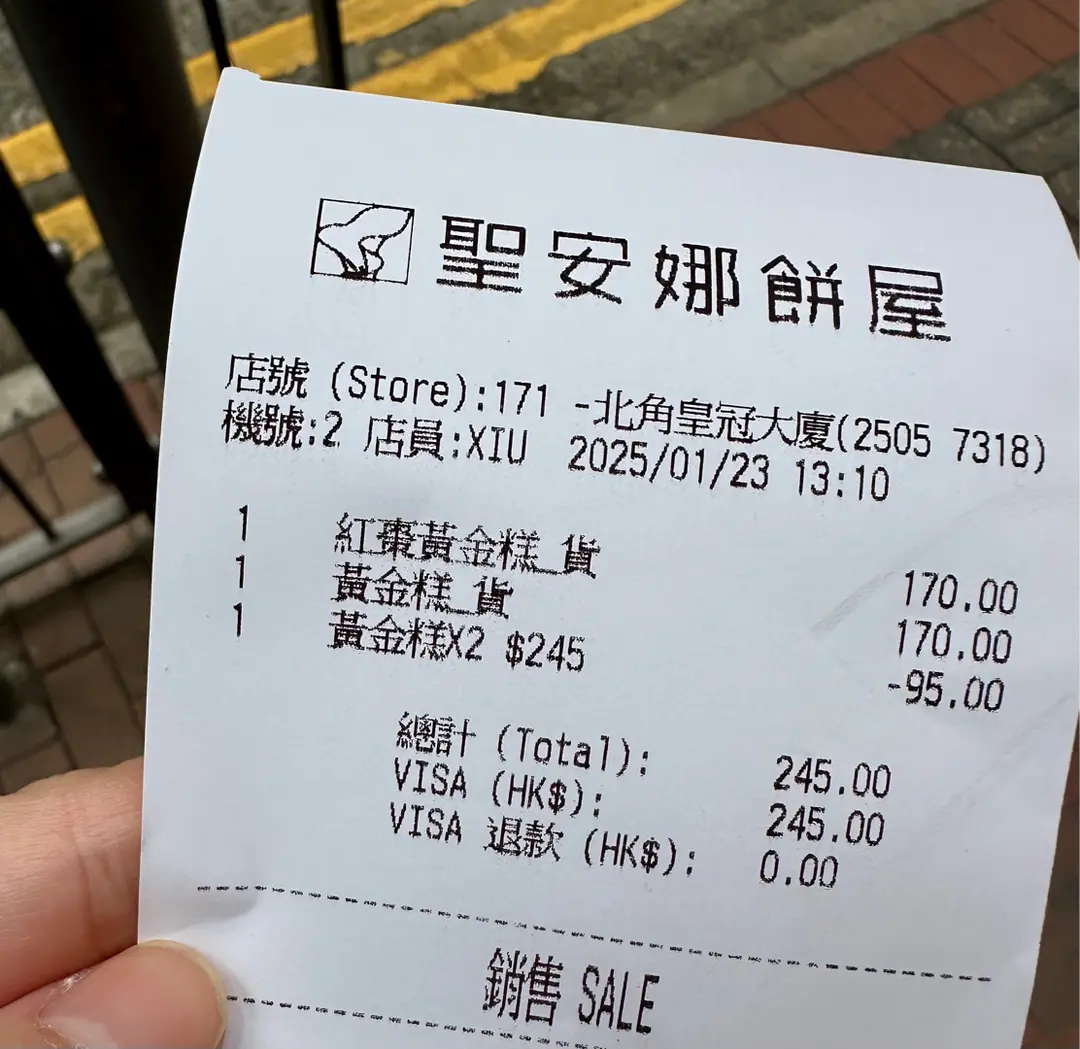 聖安娜餅屋
店號 (Store):171 -北角皇冠大廈(2505 7318)
機號:2 店員:XIU 2025/01/23 13:10
1 紅棗黃金糕_貨 170.00
1 黃金糕_貨 170.00
1 黃金糕X2 $245 -95.00
總計 (Total): 245.00
VISA (HK$): 245.00
VISA 退款 (HK$): 0.00
銷售 SALE